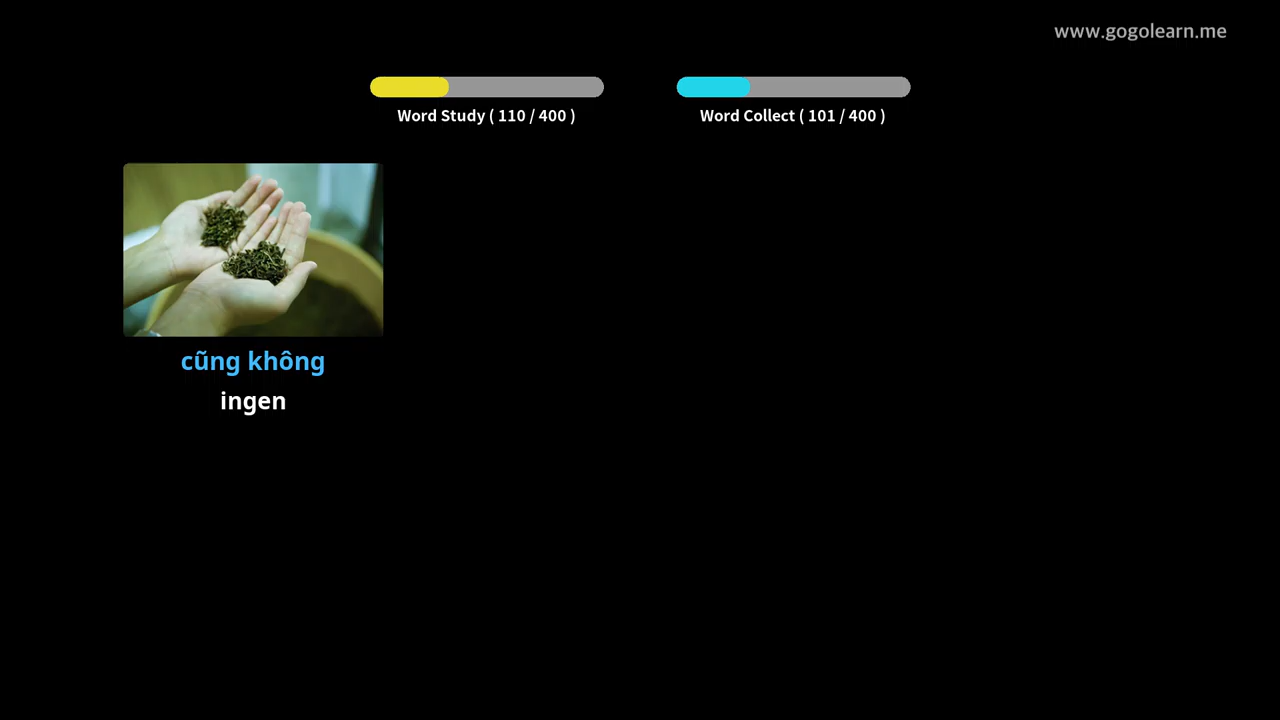 www.gogolearn.me
Word Study ( 110 / 400 )
Word Collect ( 101 / 400 )
cũng không
ingen